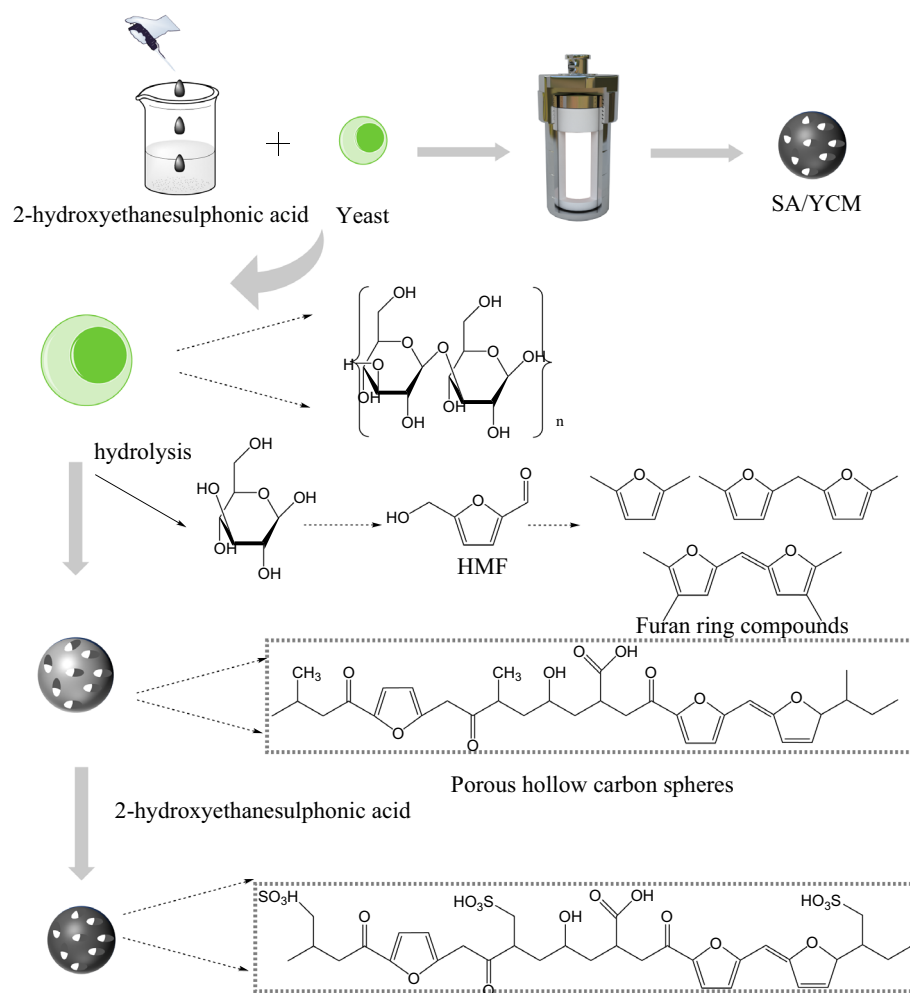 2-hydroxyethanesulphonic acid
Yeast
SA/YCM
OH
OH
O
O
O
H
O
OH
OH
OH
OH
OH
OH
n
hydrolysis
OH
HO
O
OH
OH
OH
HO
O
O
HMF
O
O
O
O
O
Furan ring compounds
CH3
O
O
O
CH3
OH
O
OH
O
O
O
Porous hollow carbon spheres
2-hydroxyethanesulphonic acid
SO3H
O
O
O
HO3S
OH
O
OH
O
O
O
HO3S